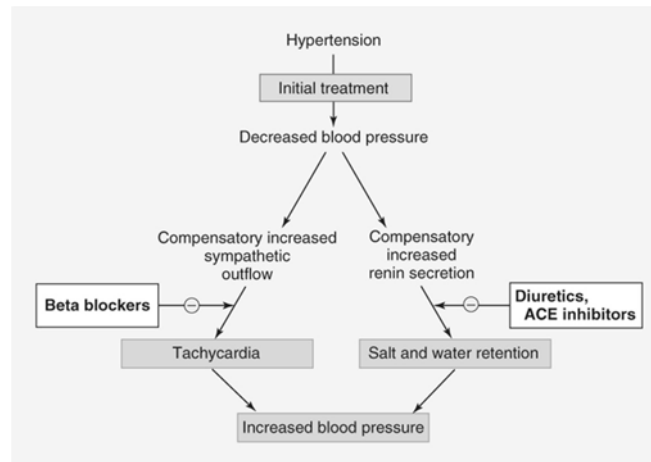 Hypertension
Initial treatment
Decreased blood pressure
Compensatory increased
sympathetic
outflow
Compensatory
increased
renin secretion
Beta blockers
−
−
Diuretics,
ACE inhibitors
Tachycardia
Salt and water retention
Increased blood pressure